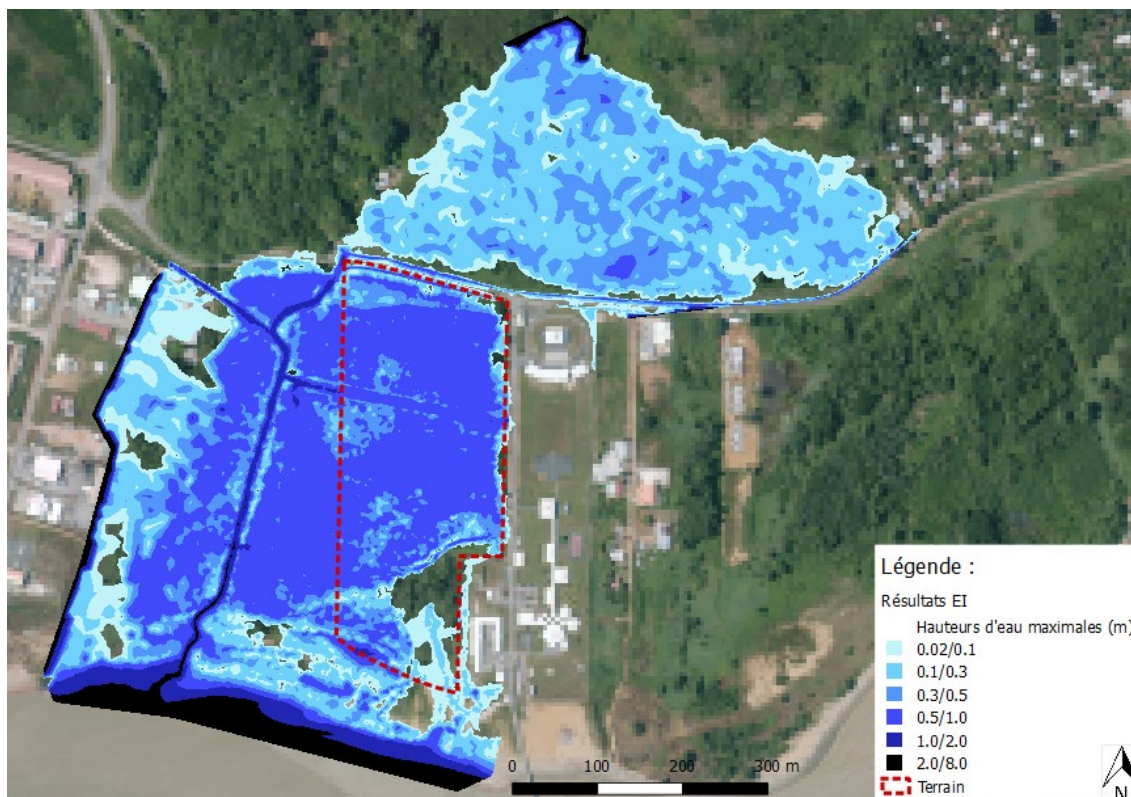 0 100 200 300 m
Légende :
Résultats EI
Hauteurs d'eau maximales (m)
0.02/0.1
0.1/0.3
0.3/0.5
0.5/1.0
1.0/2.0
2.0/8.0
Terrain
N